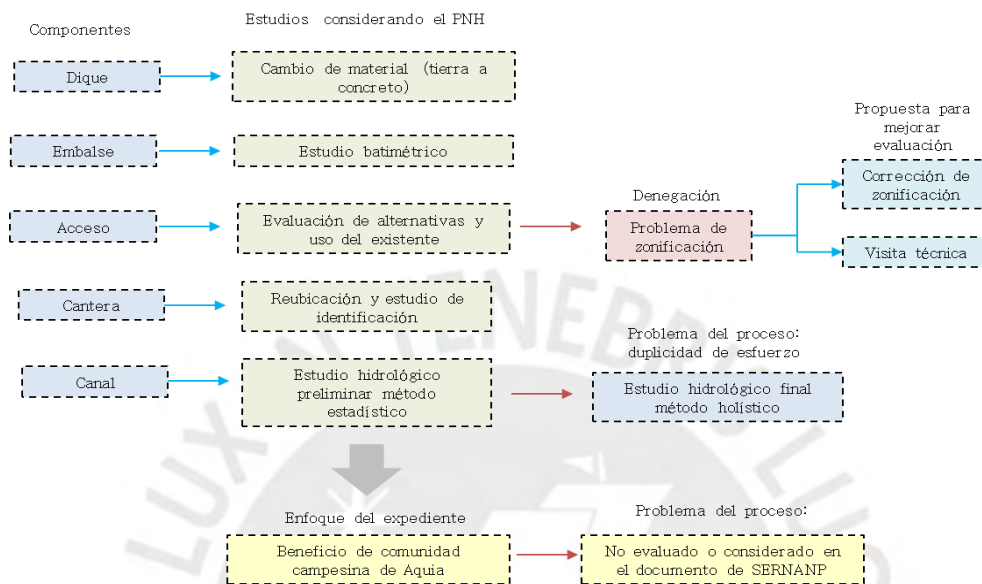 Componentes
Estudios considerando el PNH
Dique
Cambio de material (tierra a
concreto)
Embalse
Estudio batimétrico
Acceso
Evaluación de alternativas y
uso del existente
Denegación
Problema de
zonificación
Propuesta para
mejorar
evaluación
Corrección de
zonificación
Visita técnica
Cantera
Reubicación y estudio de
identificación
Canal
Estudio hidrológico
preliminar método
estadístico
Problema del proceso:
duplicidad de esfuerzo
Estudio hidrológico final
método holístico
Enfoque del expediente
Beneficio de comunidad
campesina de Aquia
Problema del proceso:
No evaluado o considerado en
el documento de SERNANP
LUX IN TENEBRIS LUC